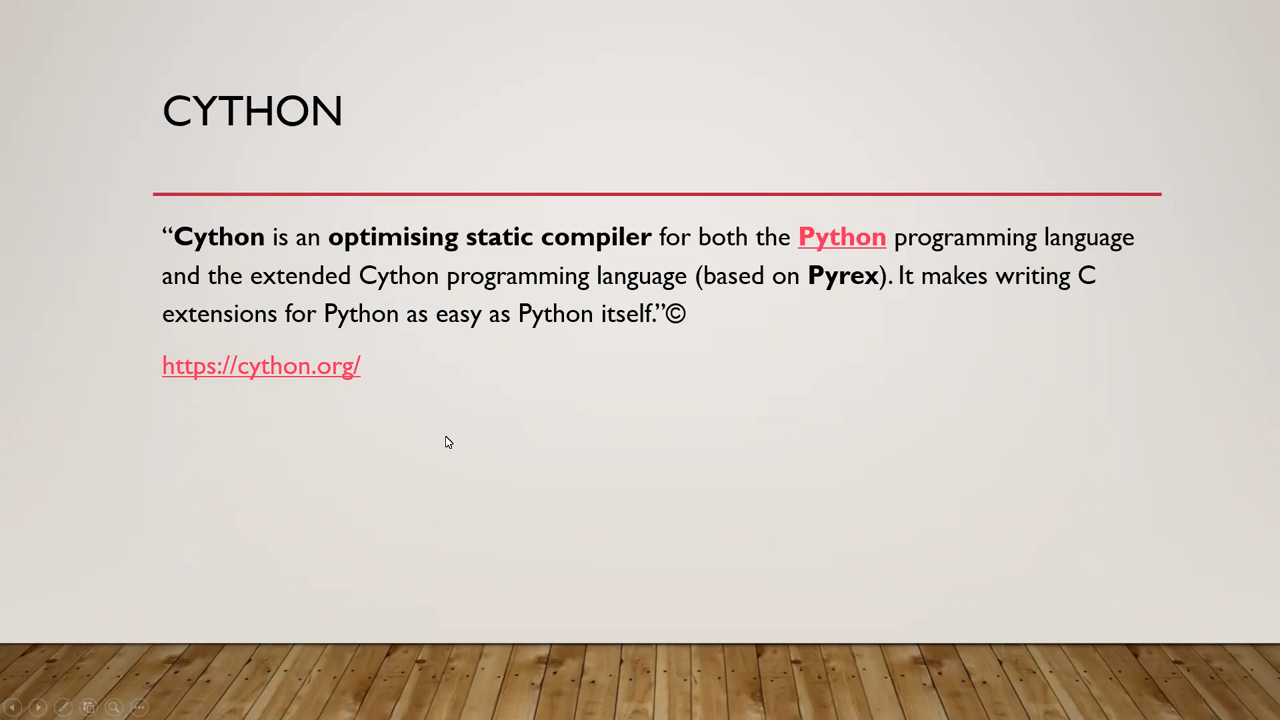 CYTHON
“Cython is an optimising static compiler for both the Python programming language
and the extended Cython programming language (based on Pyrex). It makes writing C
extensions for Python as easy as Python itself.”©
https://cython.org/